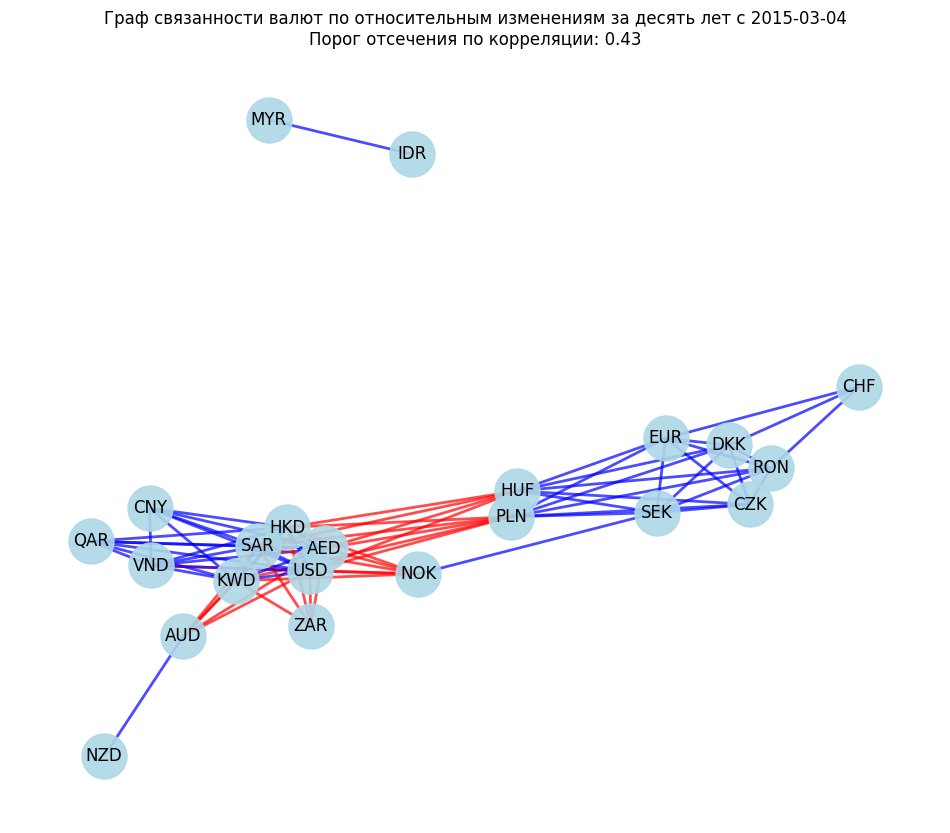 Граф связанности валют по относительным изменениям за десять лет с 2015-03-04
Порог отсечения по корреляции: 0.43
MYR
IDR
CHF
EUR
DKK
RON
HUF
CZK
CNY
SEK
PLN
HKD
QAR
SAR
AED
VND
USD
NOK
KWD
ZAR
AUD
NZD